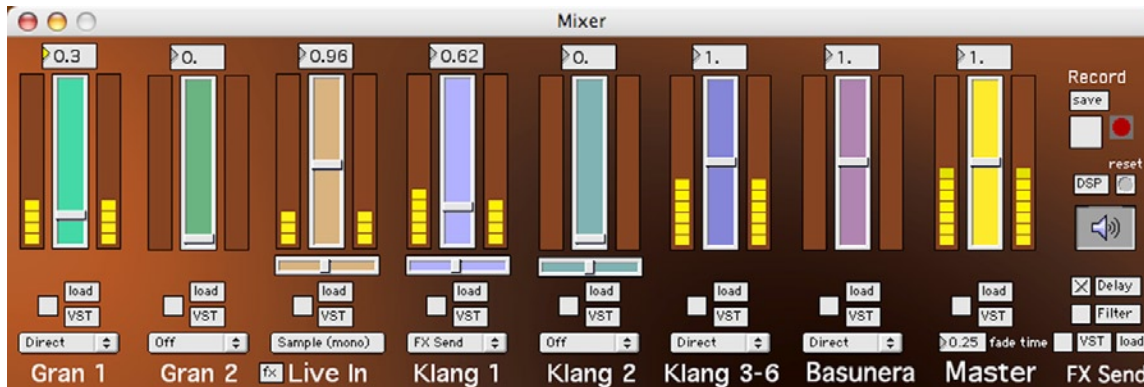 Mixer
0.3 0. 0.96 0.62 0. 1. 1. 1.
Record
save
reset
DSP
load load load load load load load load Delay
VST VST VST VST VST VST VST VST Filter
Direct Off Sample (mono) FX Send Off Direct Direct 0.25 fade time VST load
Gran 1 Gran 2 fx Live In Klang 1 Klang 2 Klang 3-6 Basunera Master FX Send